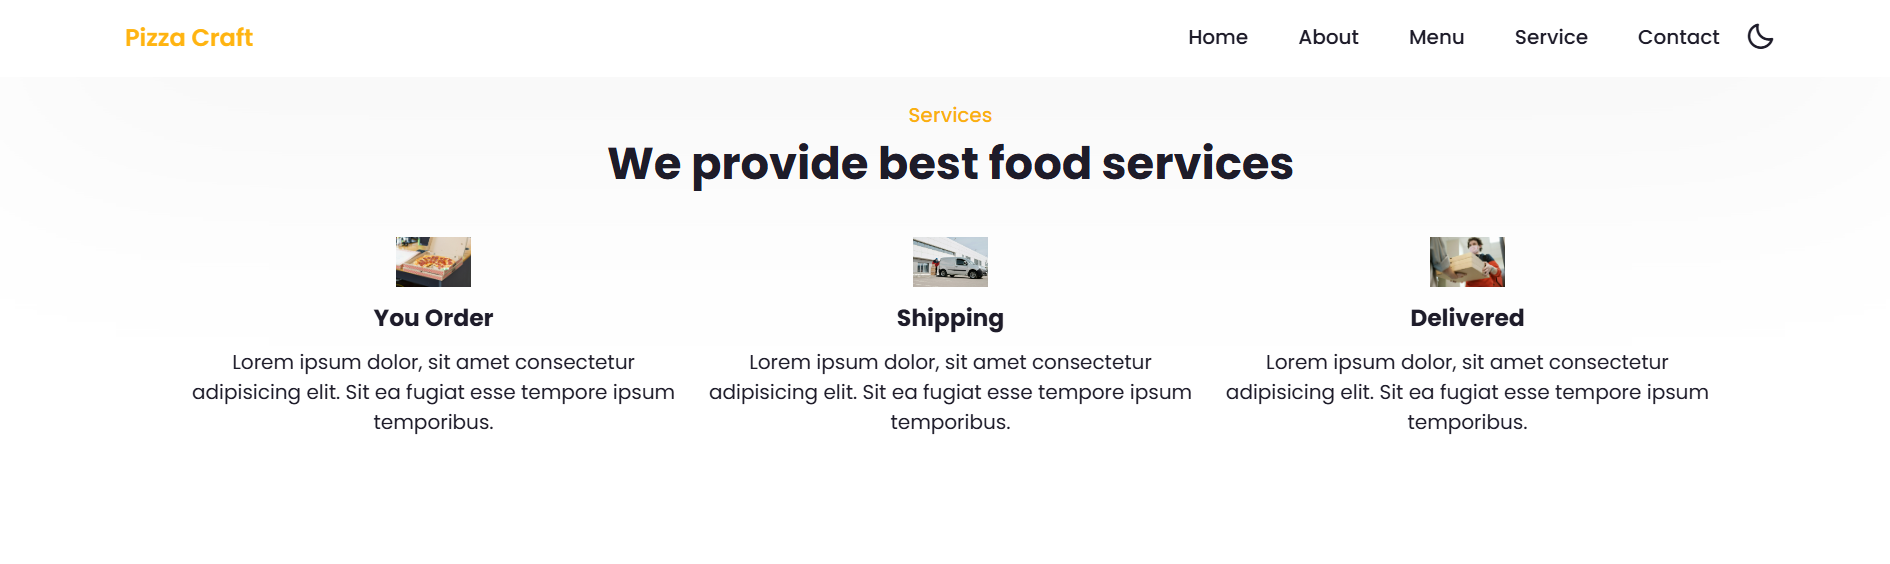 Pizza Craft
Home About Menu Service Contact
Services
We provide best food services
You Order
Lorem ipsum dolor, sit amet consectetur
adipisicing elit. Sit ea fugiat esse tempore ipsum
temporibus.
Shipping
Lorem ipsum dolor, sit amet consectetur
adipisicing elit. Sit ea fugiat esse tempore ipsum
temporibus.
Delivered
Lorem ipsum dolor, sit amet consectetur
adipisicing elit. Sit ea fugiat esse tempore ipsum
temporibus.